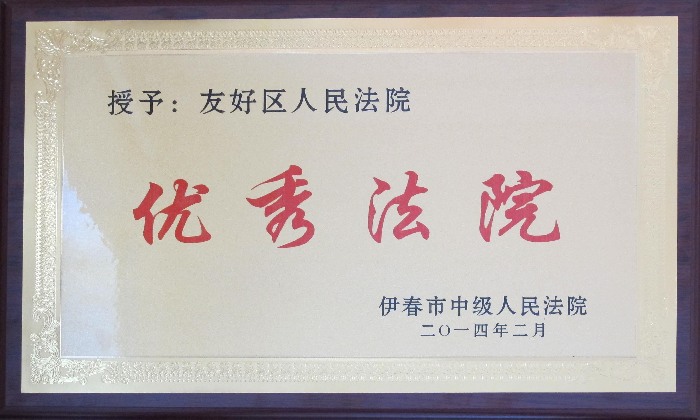 授予：友好区人民法院
优秀法院
伊春市中级人民法院
二〇一四年二月